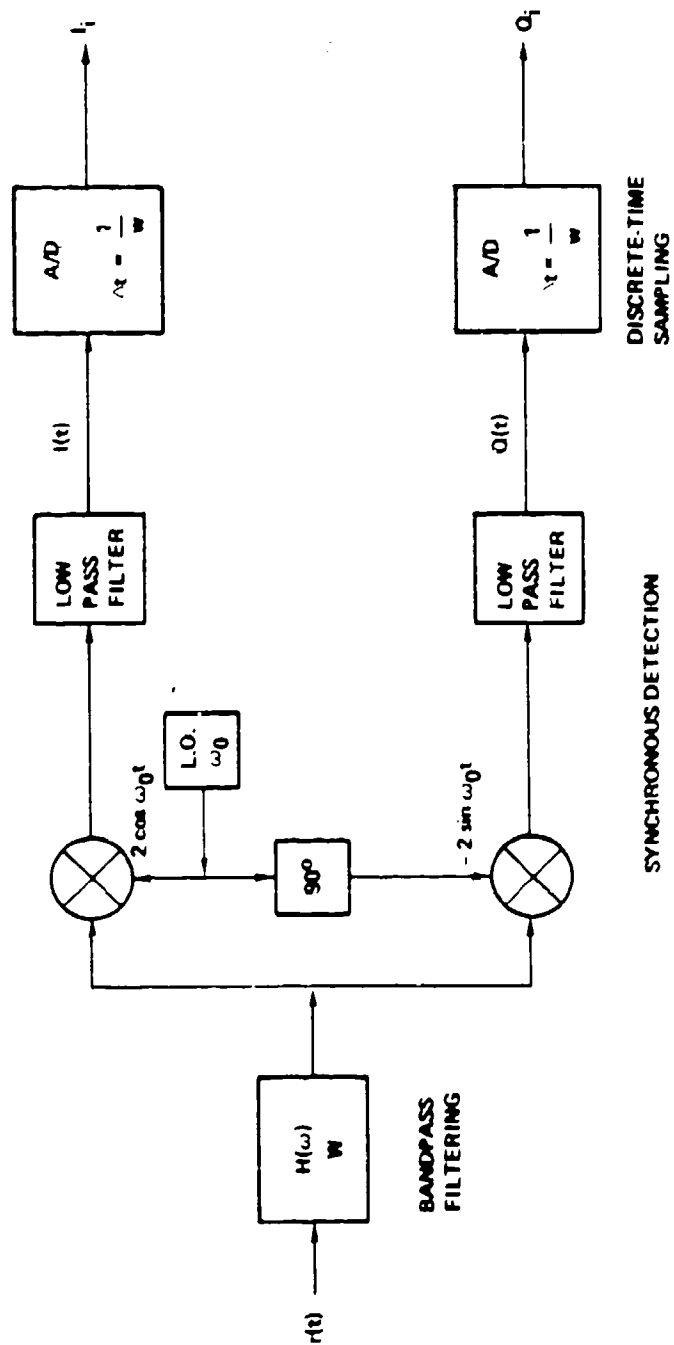 r(t)
H(ω)
W
BANDPASS
FILTERING
2 cos ω₀t
L.O.
ω₀
90°
- 2 sin ω₀t
LOW
PASS
FILTER
I(t)
A/D
Δt = 1/W
Iᵢ
LOW
PASS
FILTER
Q(t)
A/D
Δt = 1/W
Qᵢ
SYNCHRONOUS DETECTION
DISCRETE-TIME
SAMPLING